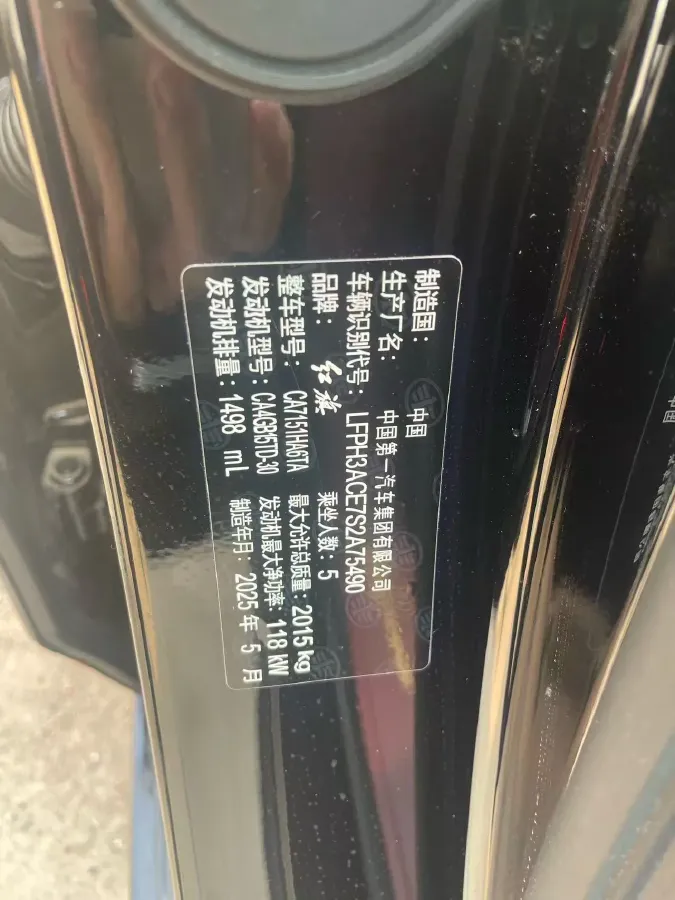 制造国： 中国
生产厂名： 中国第一汽车集团有限公司
车辆识别代号： LFPH3ACE7S2A75490
品牌： 红旗 乘坐人数：5
整车型号： CA7151HA6TA 最大允许总质量：2015 kg
发动机型号：CA4GB15TD-30 发动机最大净功率：118 kW
发动机排量：1498 mL 制造年月：2025 年 5 月